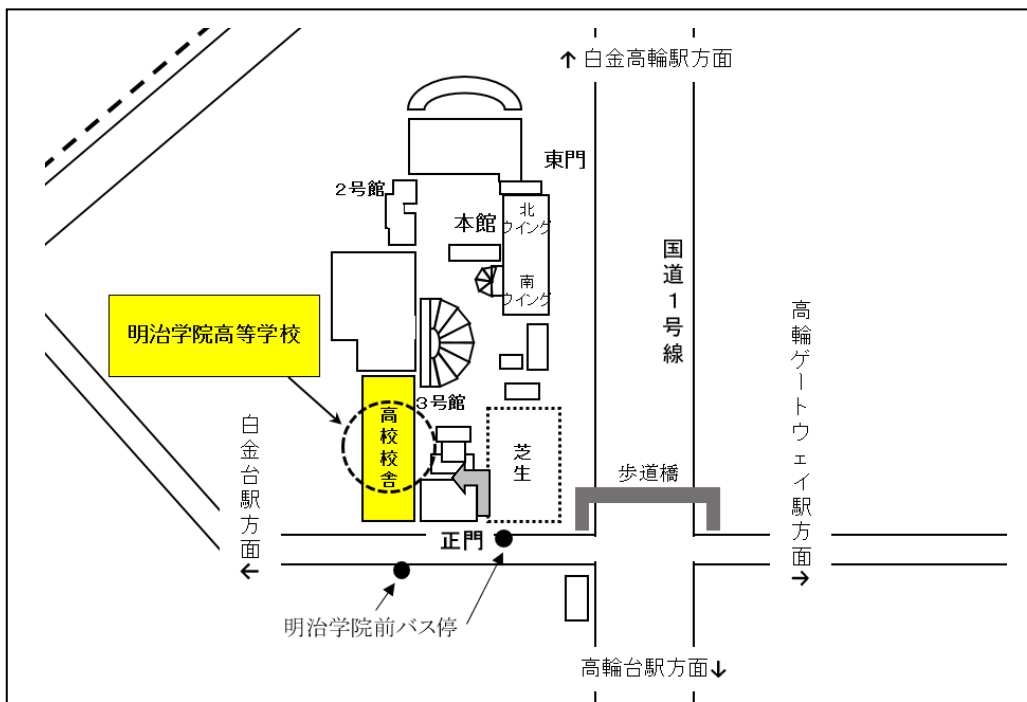 ↑ 白金高輪駅方面
東門
2号館
本館
北
ウイング
南
ウイング
国道1号線
高輪ゲートウェイ駅方面
→
明治学院高等学校
3号館
高校校舎
芝生
歩道橋
白金台駅方面
←
正門
明治学院前バス停
高輪台駅方面↓